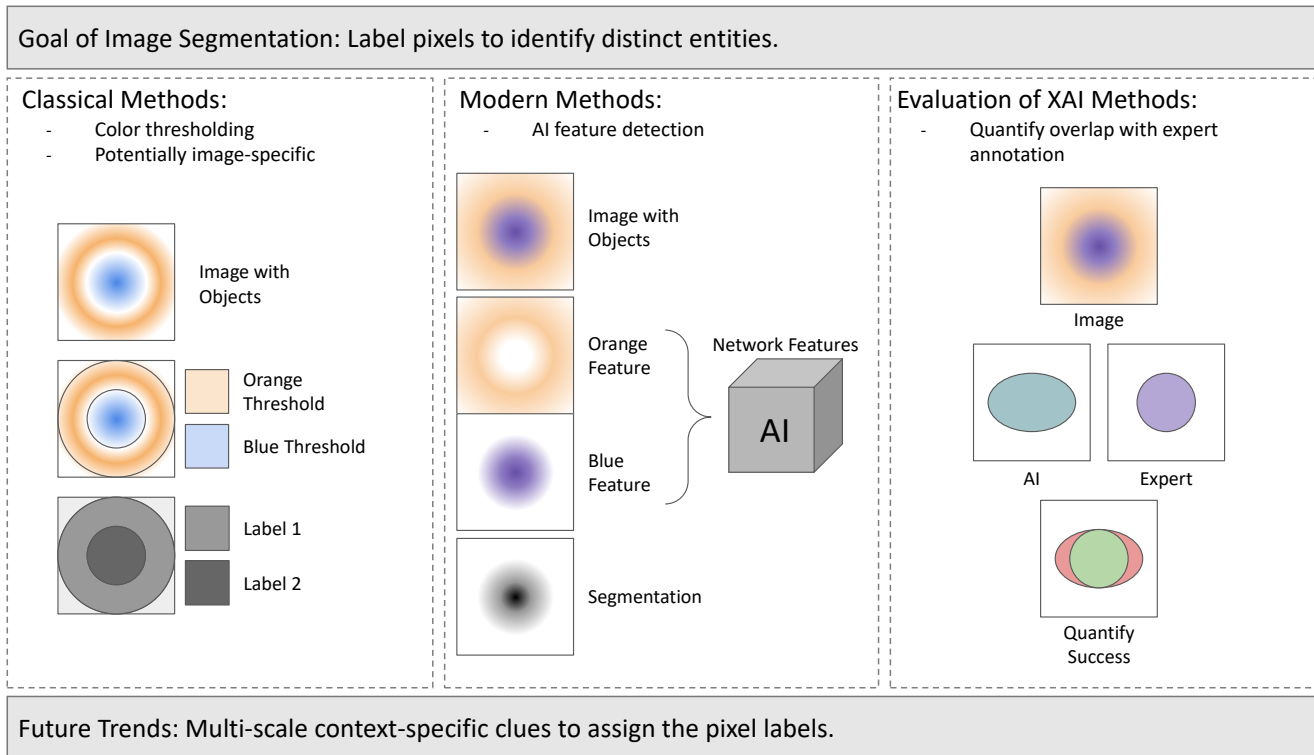 Goal of Image Segmentation: Label pixels to identify distinct entities.
Classical Methods:
- Color thresholding
- Potentially image-specific
Image with
Objects
Orange
Threshold
Blue Threshold
Label 1
Label 2
Modern Methods:
- AI feature detection
Image with
Objects
Orange
Feature
Blue
Feature
Network Features
AI
Segmentation
Evaluation of XAI Methods:
- Quantify overlap with expert
annotation
Image
AI
Expert
Quantify
Success
Future Trends: Multi-scale context-specific clues to assign the pixel labels.